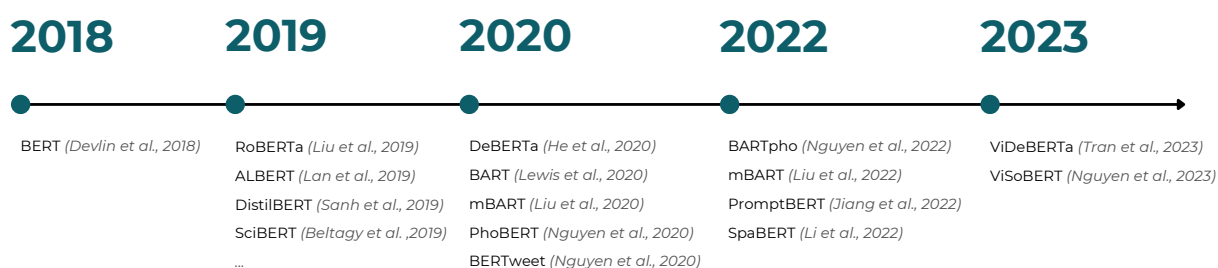 2018
2019
2020
2022
2023
BERT (Devlin et al., 2018)
RoBERTa (Liu et al., 2019)
ALBERT (Lan et al., 2019)
DistilBERT (Sanh et al., 2019)
SciBERT (Beltagy et al. ,2019)
...
DeBERTa (He et al., 2020)
BART (Lewis et al., 2020)
mBART (Liu et al., 2020)
PhoBERT (Nguyen et al., 2020)
BERTweet (Nguyen et al., 2020)
BARTpho (Nguyen et al., 2022)
mBART (Liu et al., 2022)
PromptBERT (Jiang et al., 2022)
SpaBERT (Li et al., 2022)
ViDeBERTa (Tran et al., 2023)
ViSoBERT (Nguyen et al., 2023)